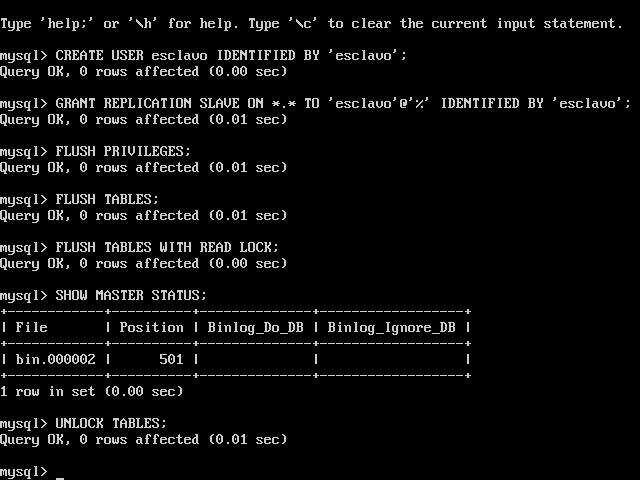 Type 'help;' or '\h' for help. Type '\c' to clear the current input statement.
mysql> CREATE USER esclavo IDENTIFIED BY 'esclavo';
Query OK, 0 rows affected (0.00 sec)
mysql> GRANT REPLICATION SLAVE ON *.* TO 'esclavo'@'%' IDENTIFIED BY 'esclavo';
Query OK, 0 rows affected (0.01 sec)
mysql> FLUSH PRIVILEGES;
Query OK, 0 rows affected (0.01 sec)
mysql> FLUSH TABLES;
Query OK, 0 rows affected (0.01 sec)
mysql> FLUSH TABLES WITH READ LOCK;
Query OK, 0 rows affected (0.00 sec)
mysql> SHOW MASTER STATUS;
+------------+----------+--------------+------------------+
| File       | Position | Binlog_Do_DB | Binlog_Ignore_DB |
+------------+----------+--------------+------------------+
| bin.000002 |      501 |              |                  |
+------------+----------+--------------+------------------+
1 row in set (0.00 sec)
mysql> UNLOCK TABLES;
Query OK, 0 rows affected (0.01 sec)
mysql> _